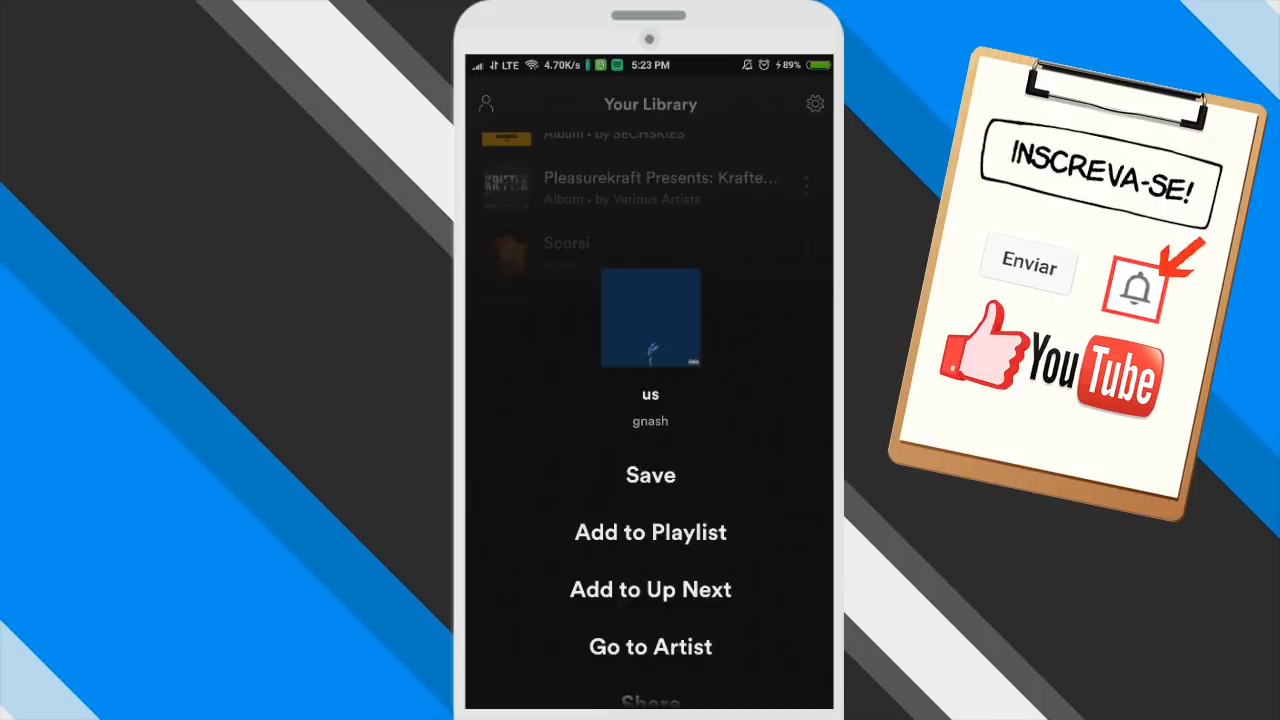 LTE 4.70K/s 5:23 PM 89%
Your Library
Album • by SECHSKIES
Pleasurekraft Presents: Krafte...
Album • by Various Artists
Scorsi
us
gnash
Save
Add to Playlist
Add to Up Next
Go to Artist
Share
INSCREVA-SE!
Enviar
YouTube